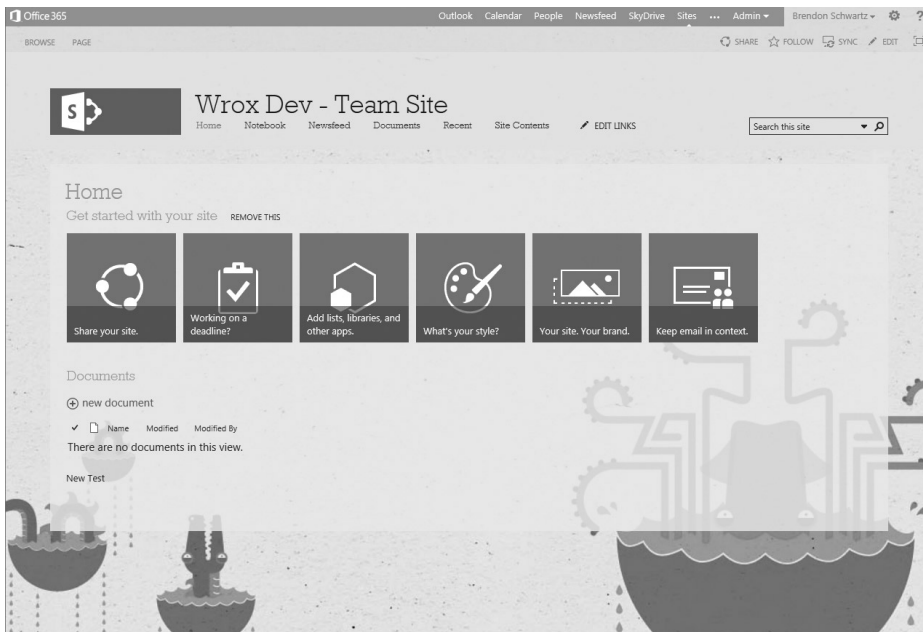 Office 365 Outlook Calendar People Newsfeed SkyDrive Sites ••• Admin Brendon Schwartz ?
BROWSE PAGE SHARE FOLLOW SYNC EDIT
S
Wrox Dev - Team Site
Home Notebook Newsfeed Documents Recent Site Contents EDIT LINKS Search this site
Home
Get started with your site REMOVE THIS
Share your site.
Working on a
deadline?
Add lists, libraries, and
other apps.
What's your style?
Your site. Your brand.
Keep email in context.
Documents
new document
Name Modified Modified By
There are no documents in this view.
New Test